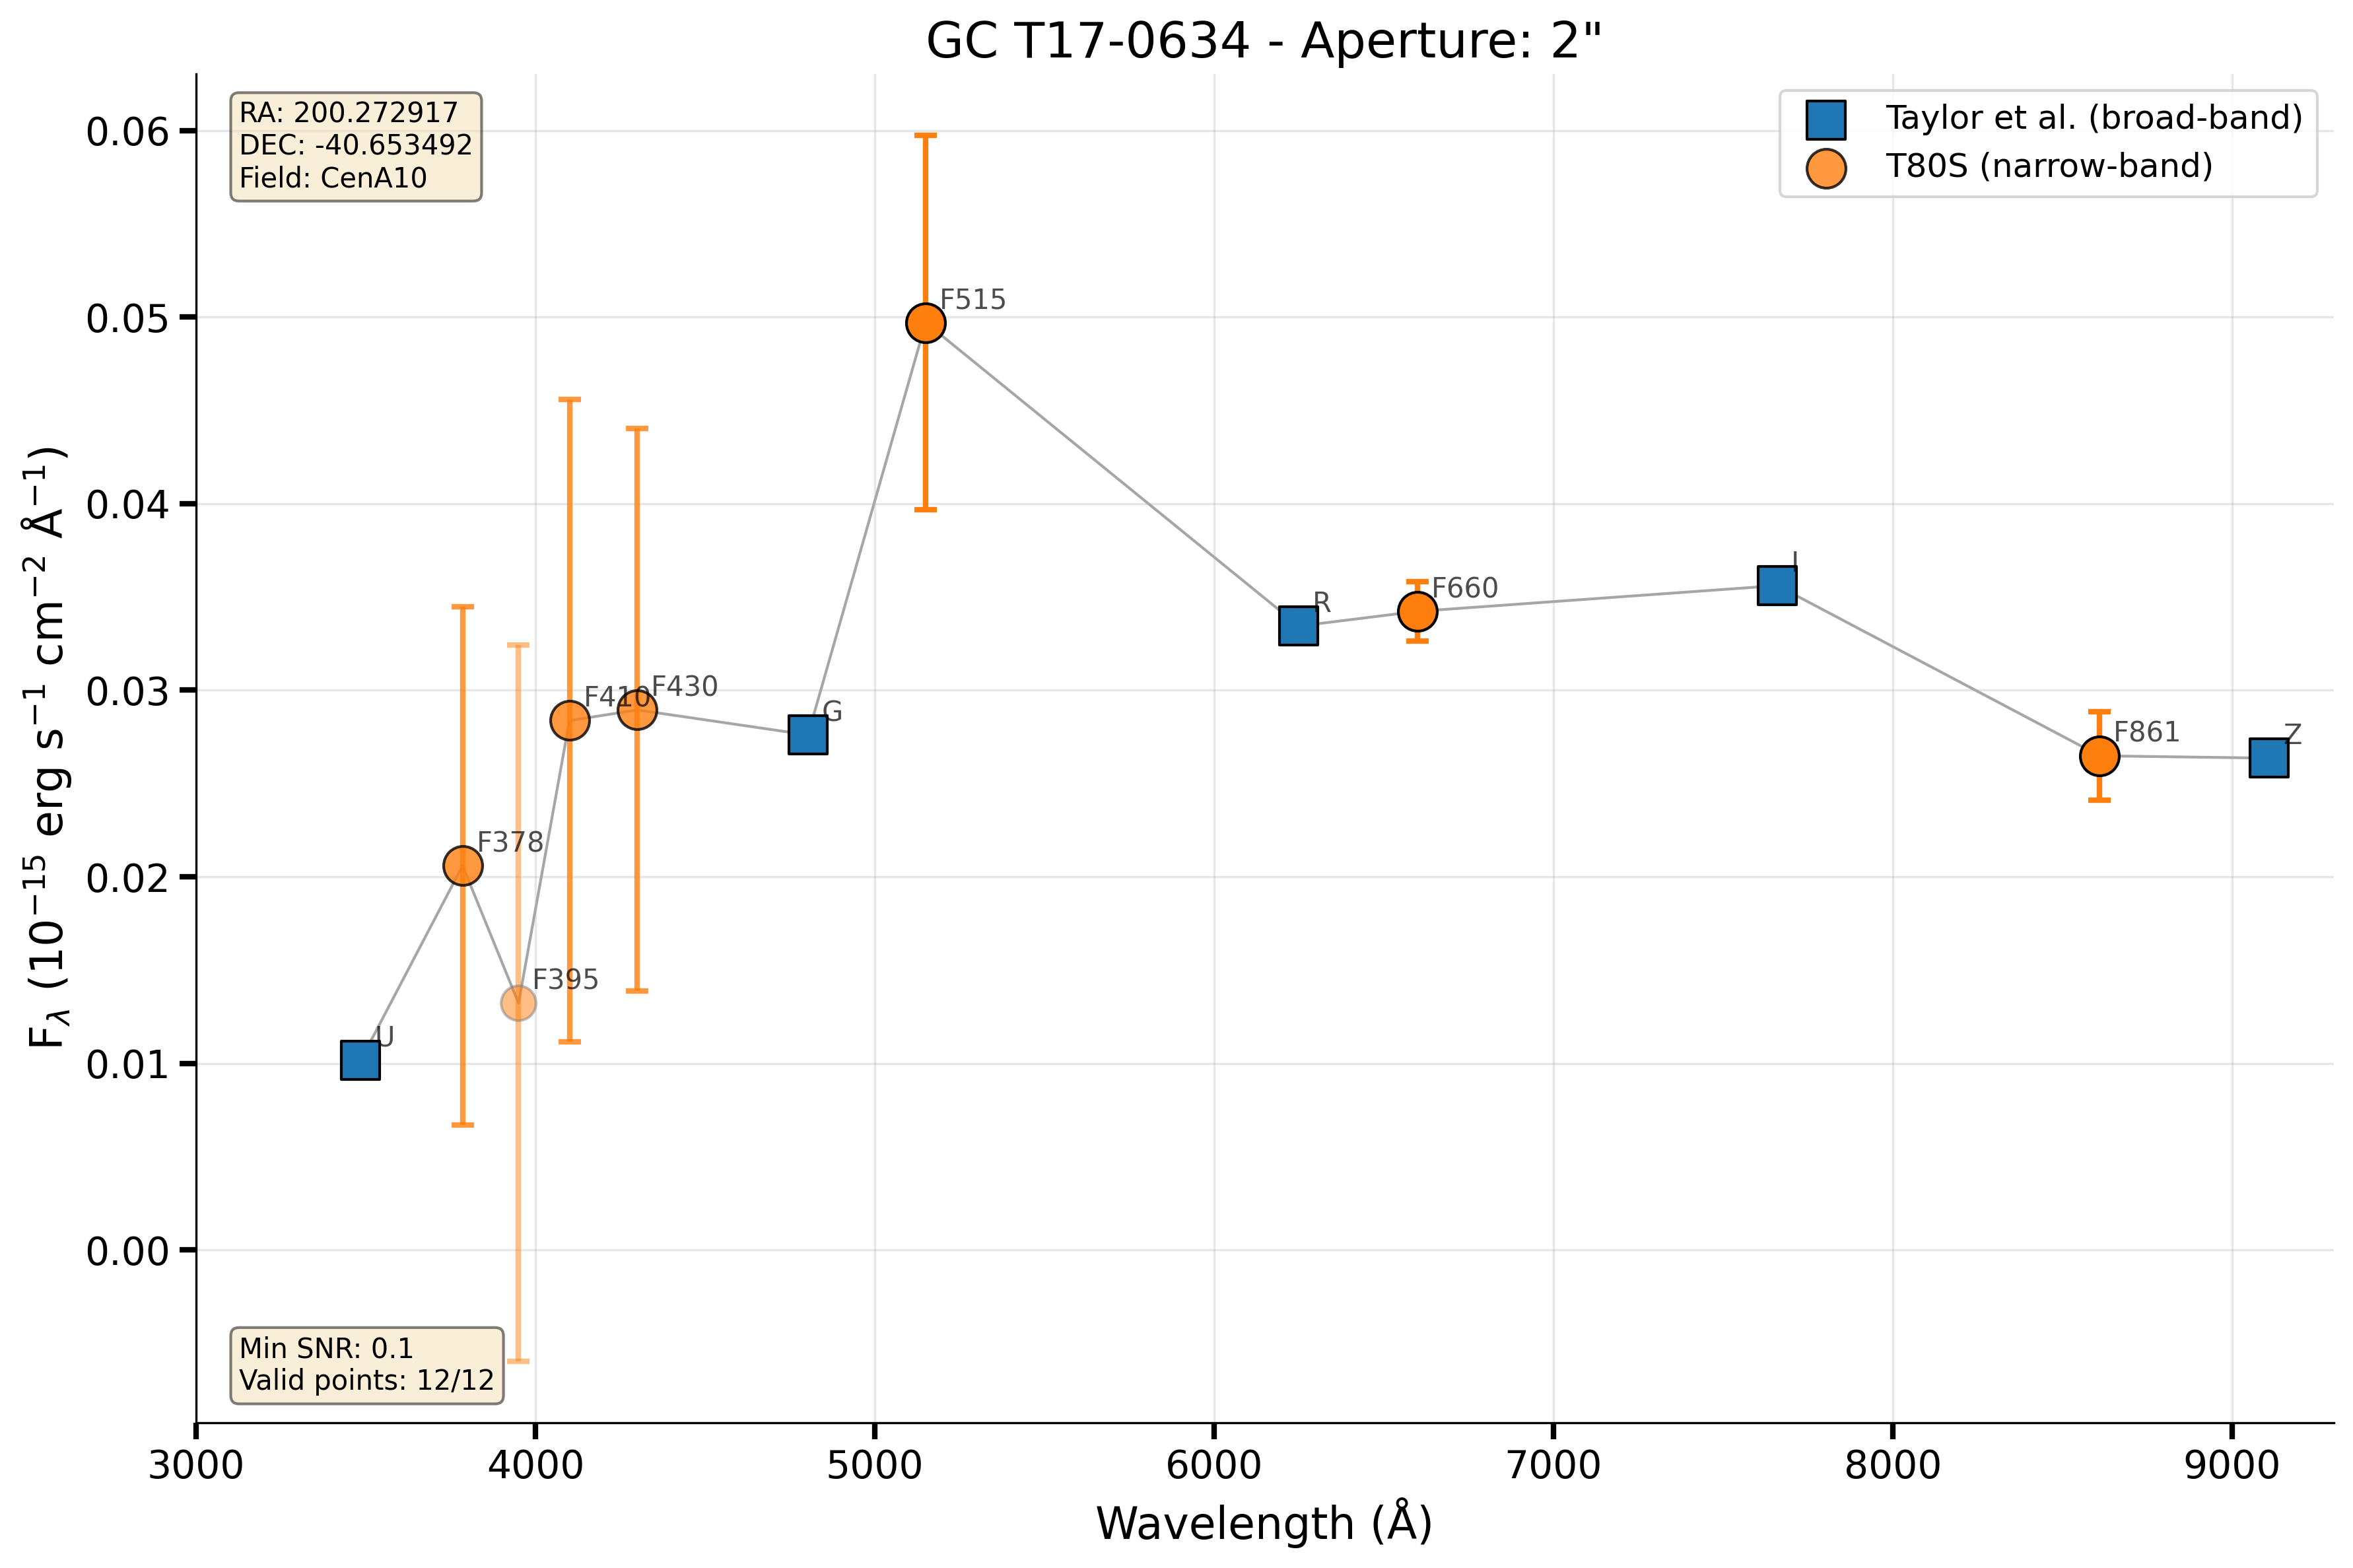 GC T17-0634 - Aperture: 2"
RA: 200.272917
DEC: -40.653492
Field: CenA10
Taylor et al. (broad-band)
T80S (narrow-band)
F_λ (10⁻¹⁵ erg s⁻¹ cm⁻² Å⁻¹)
0.06
0.05
0.04
0.03
0.02
0.01
0.00
U
F378
F395
F410
F430
G
F515
R
F660
I
F861
Z
Min SNR: 0.1
Valid points: 12/12
3000
4000
5000
6000
7000
8000
9000
Wavelength (Å)